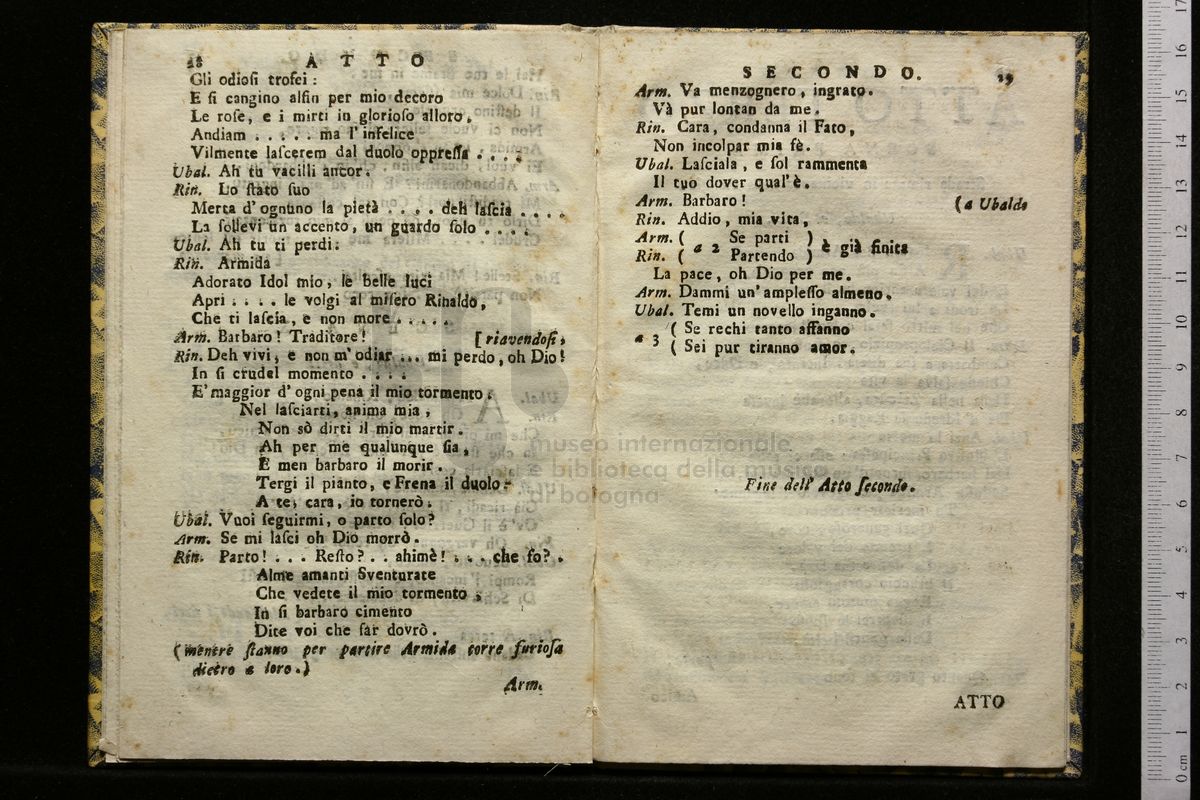 28 A T T O
Gli odiosi trofei:
E si cangino alfin per mio decoro
Le rose, e i mirti in glorioso alloro,
Andiam . . . . . ma l'infelice
Vilmente lascerem dal duolo oppressa . . . .
Ubal. Ah tu vacilli ancor.
Rin. Lo stato suo
Merta d'ognuno la pietà . . . . deh lascia . . . .
La sollevi un accento, un guardo solo . . . .
Ubal. Ah tu ti perdi:
Rin. Armida
Adorato Idol mio, le belle luci
Apri . . . . le volgi al misero Rinaldo,
Che ti lascia, e non more . . . . .
Arm. Barbaro! Traditore! [riavendosi,
Rin. Deh vivi, e non m'odiar ... mi perdo, oh Dio!
In sì crudel momento . . . .
E' maggior d'ogni pena il mio tormento.
Nel lasciarti, anima mia,
Non sò dirti il mio martir.
Ah per me qualunque sia,
È men barbaro il morir.
Tergi il pianto, e Frena il duolo:
A te, cara, io tornerò.
Ubal. Vuoi seguirmi, o parto solo?
Arm. Se mi lasci oh Dio morrò.
Rin. Parto! . . . Resto? . . ahimè! . . . che fo? .
Alme amanti Sventurate
Che vedete il mio tormento,
In sì barbaro cimento
Dite voi che far dovrò.
(mentre stanno per partire Armida corre furiosa
dietro a loro.)
Arm.
S E C O N D O. 29
Arm. Va menzognero, ingrato.
Và pur lontan da me.
Rin. Cara, condanna il Fato,
Non incolpar mia fè.
Ubal. Lasciala, e sol rammenta
Il tuo dover qual'è.
Arm. Barbaro! (a Ubaldo
Rin. Addio, mia vita,
Arm. ( a 2 Se parti ) è già finita
Rin. ( Partendo )
La pace, oh Dio per me.
Arm. Dammi un'amplesso almeno.
Ubal. Temi un novello inganno.
a 3 ( Se rechi tanto affanno
( Sei pur tiranno amor.
Fine dell' Atto secondo.
ATTO
museo internazionale
e biblioteca della musica
di bologna